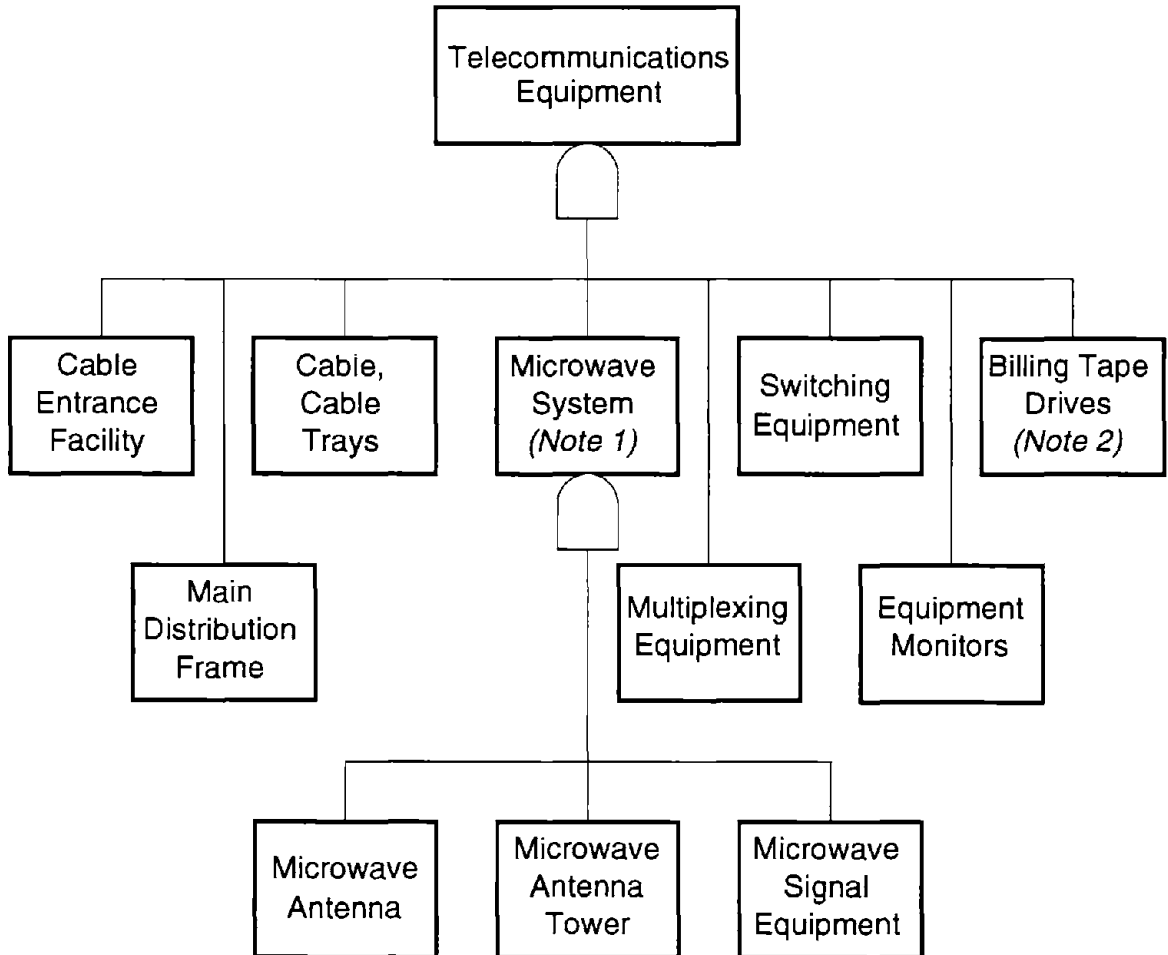 Telecommunications
Equipment
Cable
Entrance
Facility
Cable,
Cable
Trays
Microwave
System
(Note 1)
Switching
Equipment
Billing Tape
Drives
(Note 2)
Main
Distribution
Frame
Multiplexing
Equipment
Equipment
Monitors
Microwave
Antenna
Microwave
Antenna
Tower
Microwave
Signal
Equipment